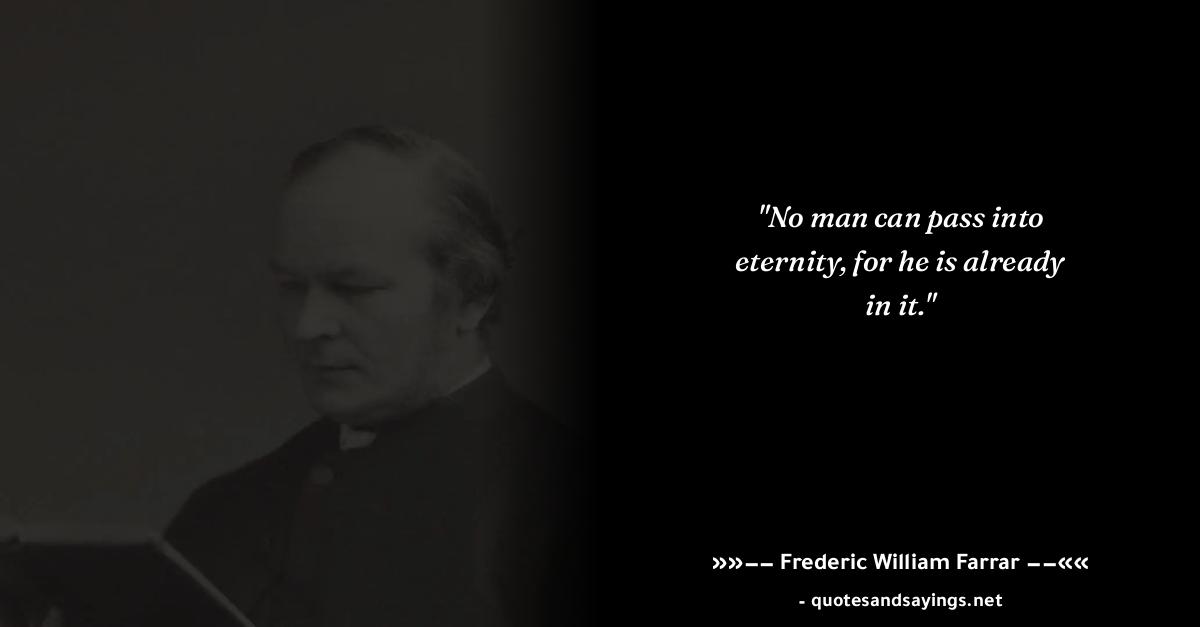 "No man can pass into
eternity, for he is already
in it."
»»−− Frederic William Farrar −−««
- quotesandsayings.net